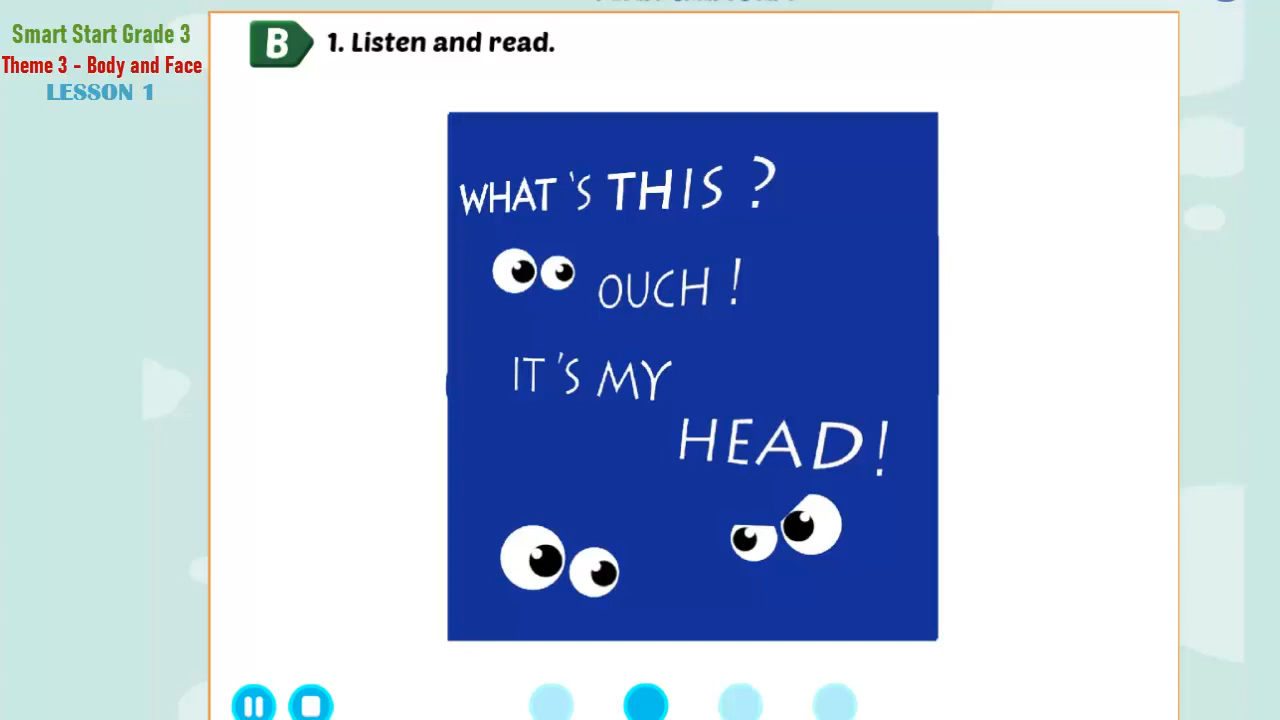 Smart Start Grade 3
Theme 3 - Body and Face
LESSON 1
B 1. Listen and read.
WHAT'S THIS?
OUCH!
IT'S MY
HEAD!